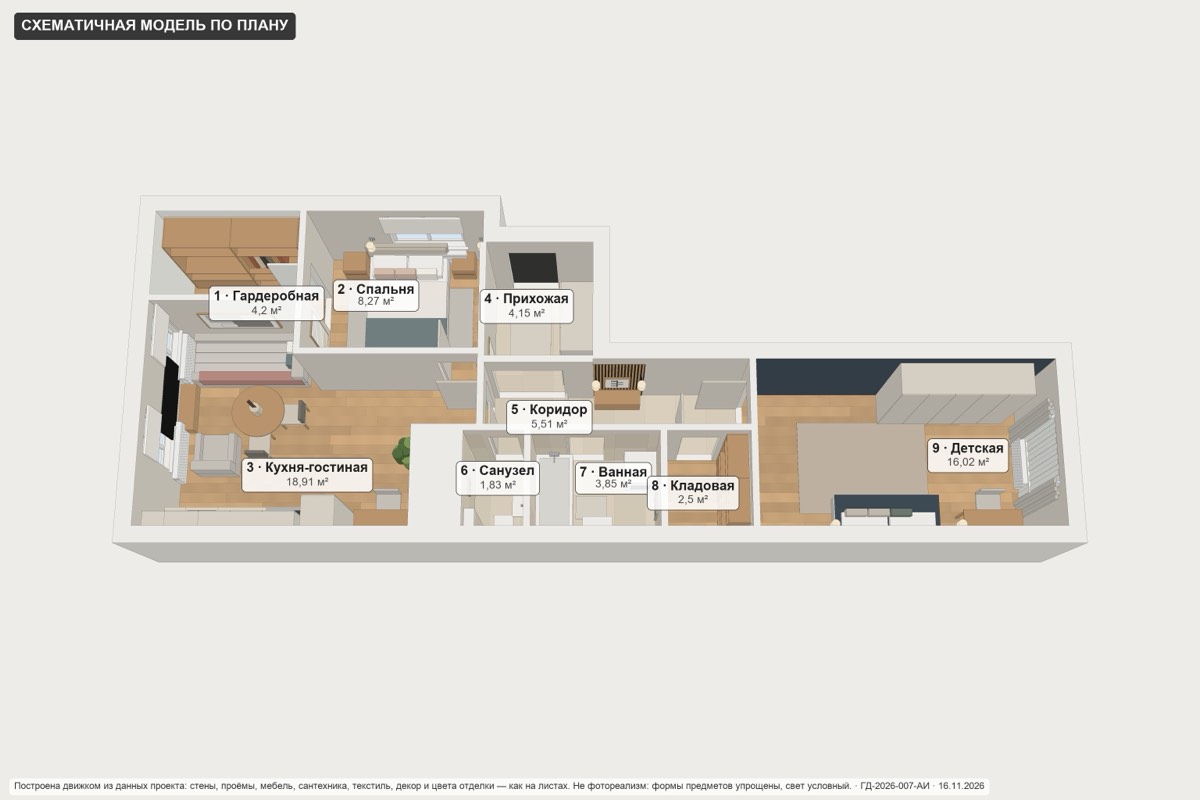 СХЕМАТИЧНАЯ МОДЕЛЬ ПО ПЛАНУ
1 · Гардеробная
4,2 м²
2 · Спальня
8,27 м²
4 · Прихожая
4,15 м²
5 · Коридор
5,51 м²
3 · Кухня-гостиная
18,91 м²
6 · Санузел
1,83 м²
7 · Ванная
3,85 м²
8 · Кладовая
2,5 м²
9 · Детская
16,02 м²
Построена движком из данных проекта: стены, проёмы, мебель, сантехника, текстиль, декор и цвета отделки — как на листах. Не фотореализм: формы предметов упрощены, свет условный. · ГД-2026-007-АИ · 16.11.2026